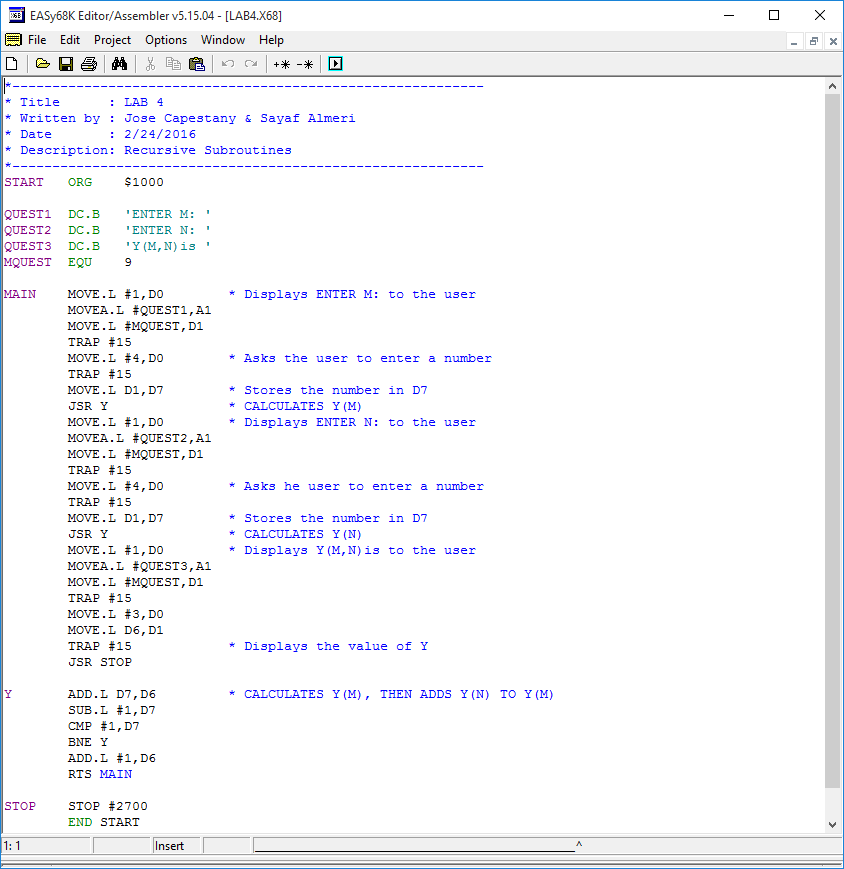 EASy68K Editor/Assembler v5.15.04 - [LAB4.X68]
File Edit Project Options Window Help
*-----------------------------------------------------------
* Title      : LAB 4
* Written by : Jose Capestany & Sayaf Almeri
* Date       : 2/24/2016
* Description: Recursive Subroutines
*-----------------------------------------------------------
START   ORG    $1000
QUEST1  DC.B   'ENTER M: '
QUEST2  DC.B   'ENTER N: '
QUEST3  DC.B   'Y(M,N)is '
MQUEST  EQU    9
MAIN    MOVE.L #1,D0        * Displays ENTER M: to the user
        MOVEA.L #QUEST1,A1
        MOVE.L #MQUEST,D1
        TRAP #15
        MOVE.L #4,D0        * Asks the user to enter a number
        TRAP #15
        MOVE.L D1,D7        * Stores the number in D7
        JSR Y               * CALCULATES Y(M)
        MOVE.L #1,D0        * Displays ENTER N: to the user
        MOVEA.L #QUEST2,A1
        MOVE.L #MQUEST,D1
        TRAP #15
        MOVE.L #4,D0        * Asks he user to enter a number
        TRAP #15
        MOVE.L D1,D7        * Stores the number in D7
        JSR Y               * CALCULATES Y(N)
        MOVE.L #1,D0        * Displays Y(M,N)is to the user
        MOVEA.L #QUEST3,A1
        MOVE.L #MQUEST,D1
        TRAP #15
        MOVE.L #3,D0
        MOVE.L D6,D1
        TRAP #15            * Displays the value of Y
        JSR STOP
Y       ADD.L D7,D6         * CALCULATES Y(M), THEN ADDS Y(N) TO Y(M)
        SUB.L #1,D7
        CMP #1,D7
        BNE Y
        ADD.L #1,D6
        RTS MAIN
STOP    STOP #2700
        END START
1: 1 Insert